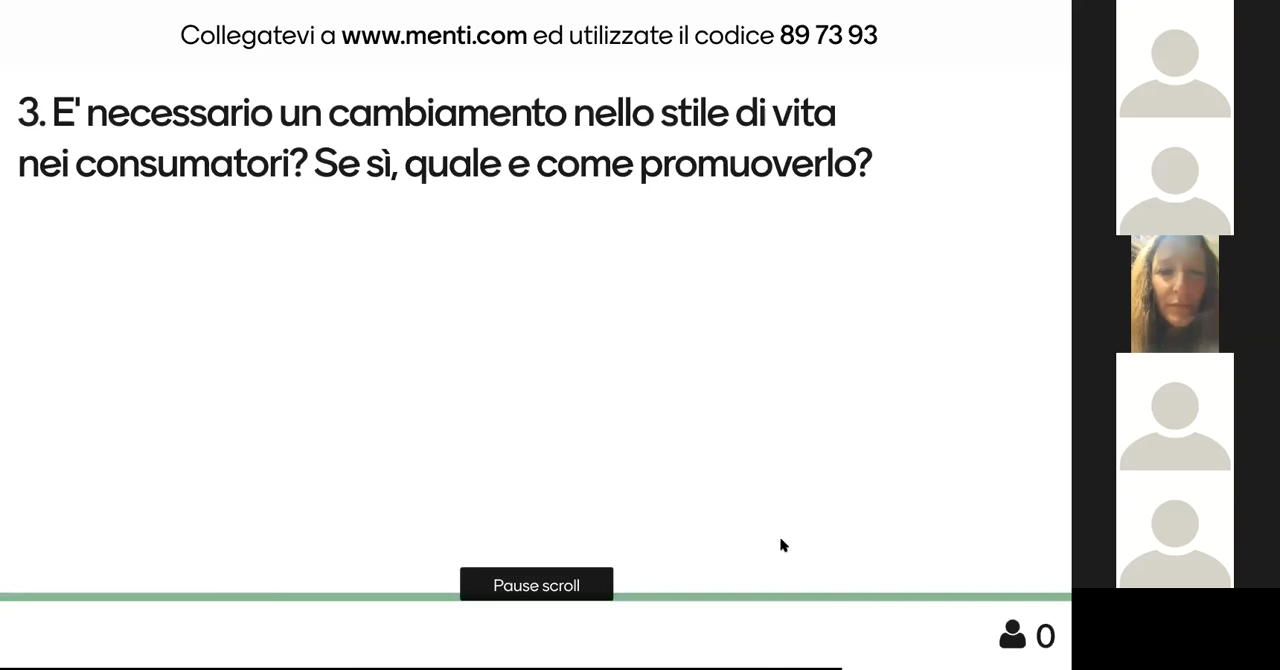 Collegatevi a www.menti.com ed utilizzate il codice 89 73 93
3. E' necessario un cambiamento nello stile di vita
nei consumatori? Se sì, quale e come promuoverlo?
Pause scroll
0